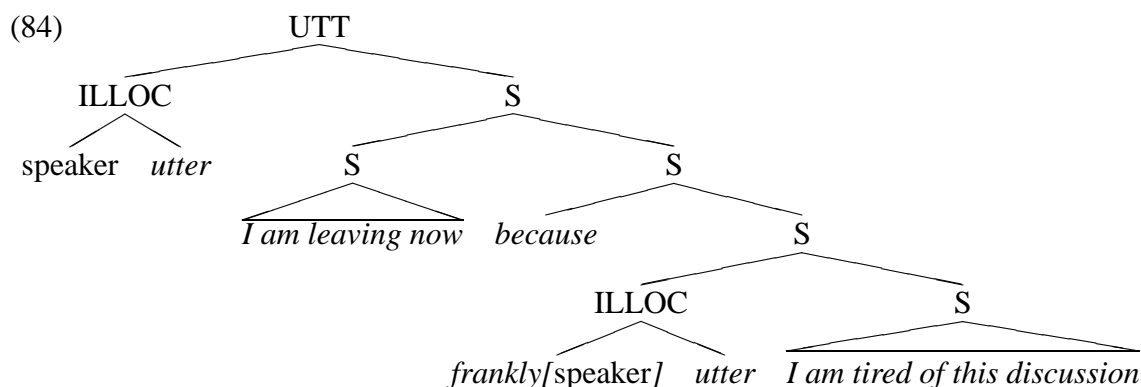 (84) UTT
ILLOC S
speaker utter S S
I am leaving now because S
ILLOC S
frankly[speaker] utter I am tired of this discussion